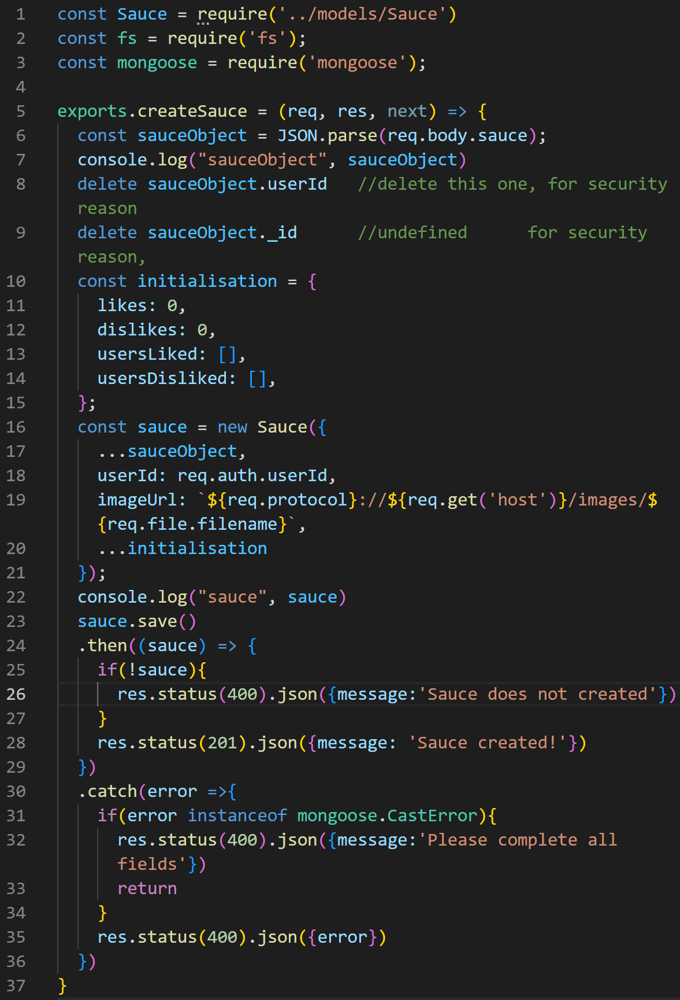 1 const Sauce = require('../models/Sauce')
2 const fs = require('fs');
3 const mongoose = require('mongoose');
4
5 exports.createSauce = (req, res, next) => {
6 const sauceObject = JSON.parse(req.body.sauce);
7 console.log("sauceObject", sauceObject)
8 delete sauceObject.userId   //delete this one, for security
reason
9 delete sauceObject._id      //undefined      for security
reason,
10 const initialisation = {
11 likes: 0,
12 dislikes: 0,
13 usersLiked: [],
14 usersDisliked: [],
15 };
16 const sauce = new Sauce({
17 ...sauceObject,
18 userId: req.auth.userId,
19 imageUrl: `${req.protocol}://${req.get('host')}/images/$
{req.file.filename}`,
20 ...initialisation
21 });
22 console.log("sauce", sauce)
23 sauce.save()
24 .then((sauce) => {
25 if(!sauce){
26 res.status(400).json({message:'Sauce does not created'})
27 }
28 res.status(201).json({message: 'Sauce created!'})
29 })
30 .catch(error =>{
31 if(error instanceof mongoose.CastError){
32 res.status(400).json({message:'Please complete all
fields'})
33 return
34 }
35 res.status(400).json({error})
36 })
37 }